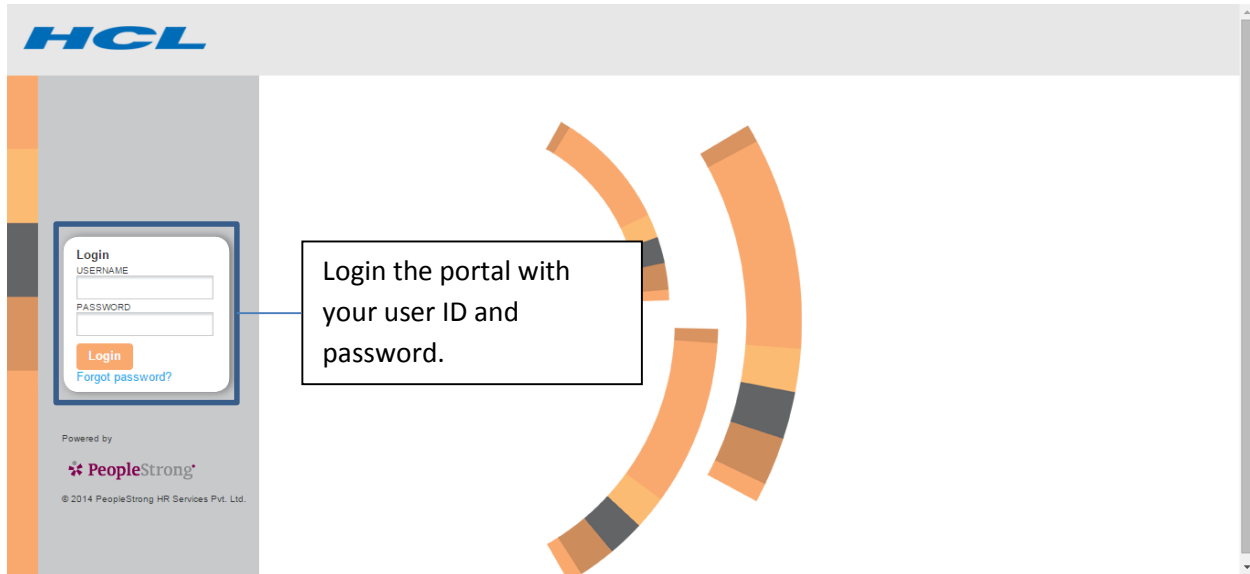 HCL
Login
USERNAME
PASSWORD
Login
Forgot password?
Login the portal with
your user ID and
password.
Powered by
PeopleStrong
© 2014 PeopleStrong HR Services Pvt. Ltd.